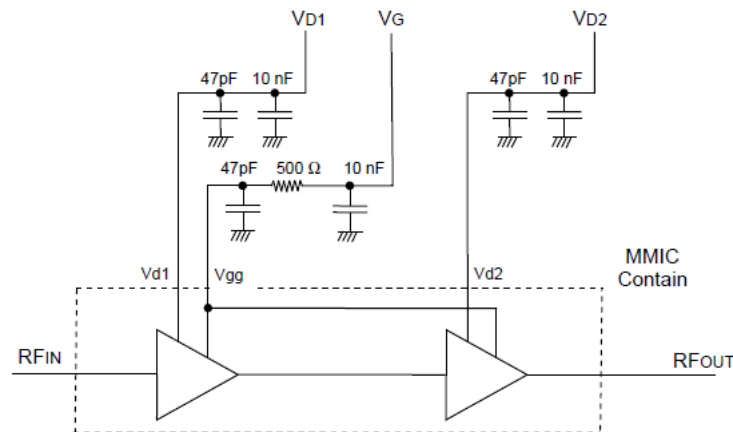 VD1 VG VD2
47pF 10 nF 47pF 10 nF
47pF 500 Ω 10 nF
Vd1 Vgg Vd2 MMIC
Contain
RFIN RFOUT